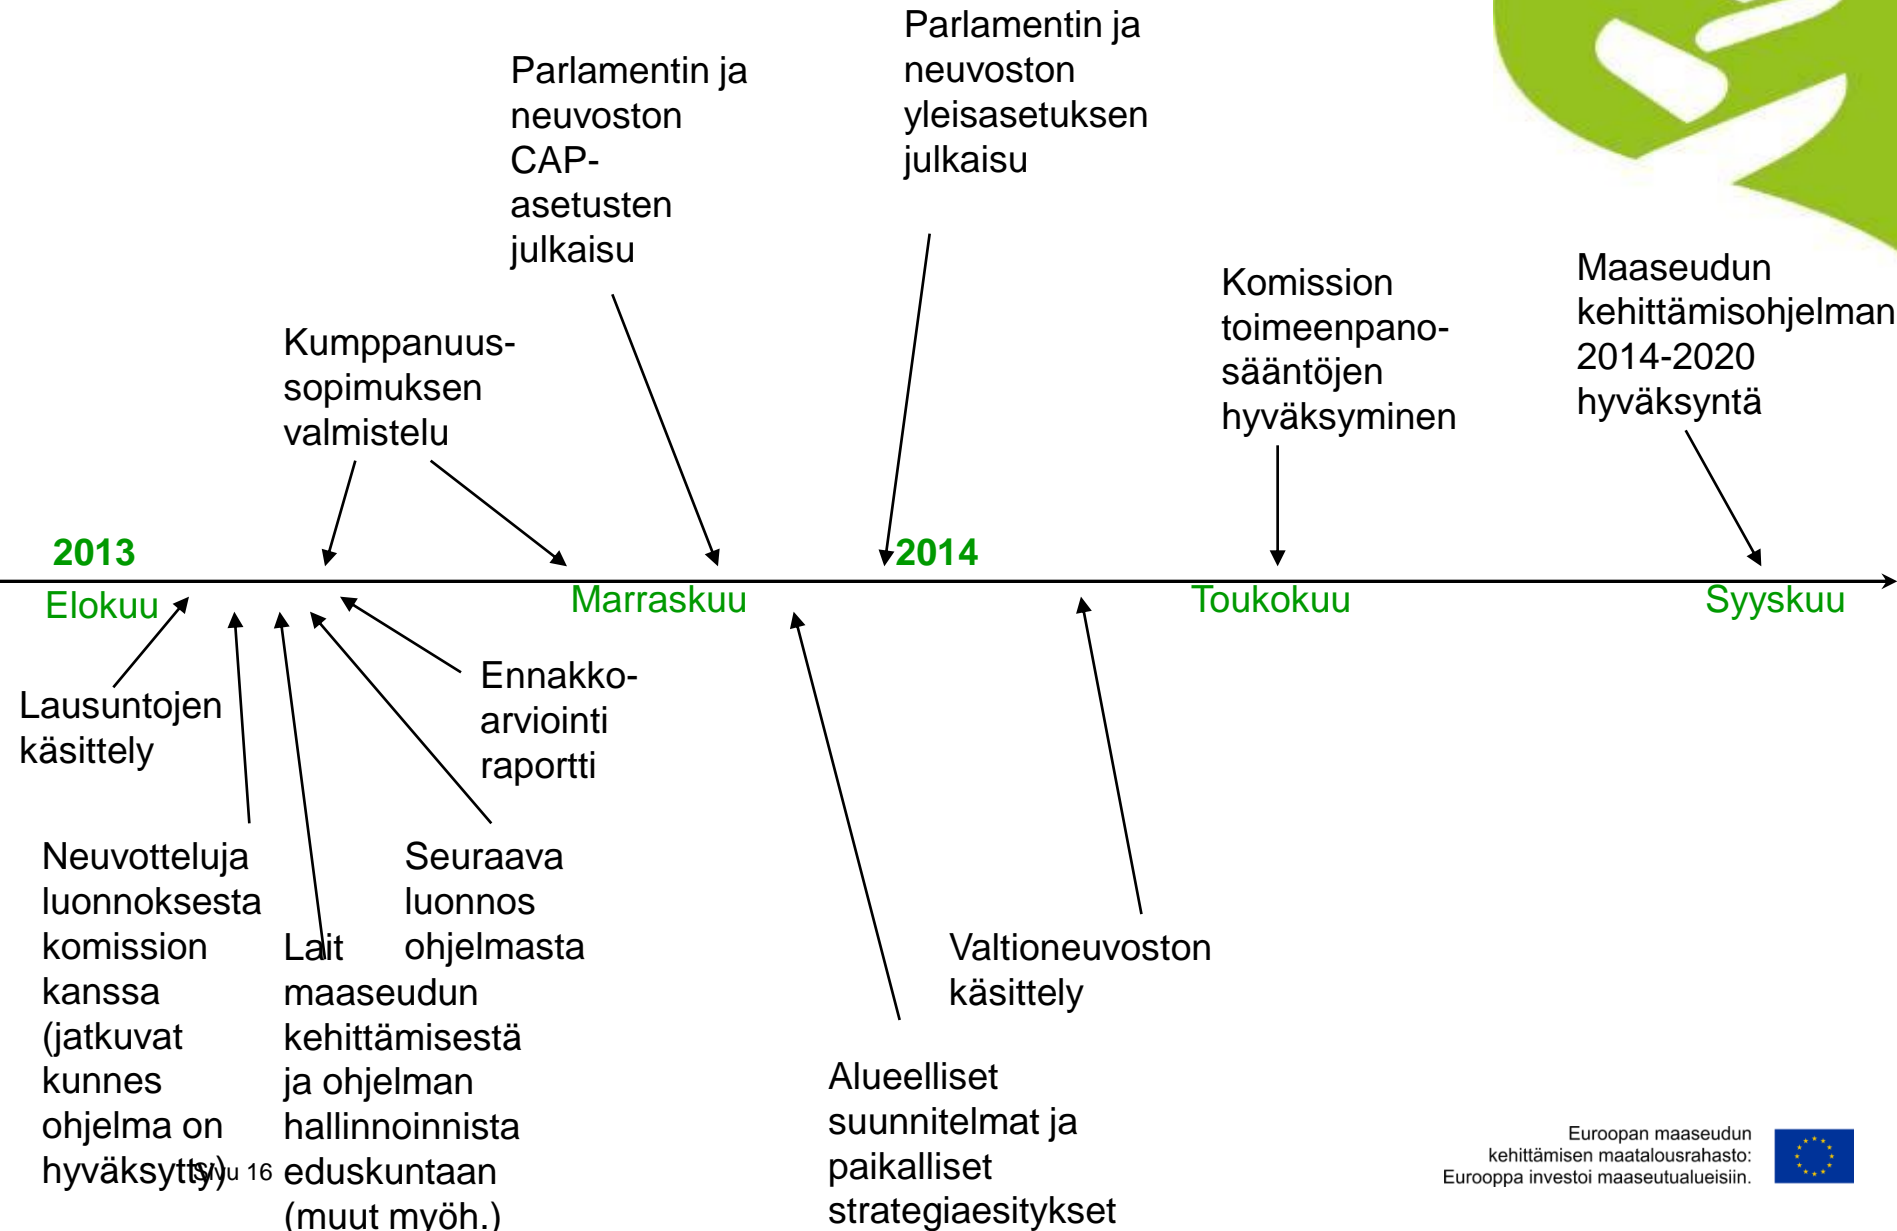 Parlamentin ja
neuvoston
CAP-
asetusten
julkaisu
Parlamentin ja
neuvoston
yleisasetuksen
julkaisu
Kumppanuus-
sopimuksen
valmistelu
Komission
toimeenpano-
sääntöjen
hyväksyminen
Maaseudun
kehittämisohjelman
2014-2020
hyväksyntä
2013
2014
Elokuu
Marraskuu
Toukokuu
Syyskuu
Lausuntojen
käsittely
Ennakko-
arviointi
raportti
Neuvotteluja
luonnoksesta
komission
kanssa
(jatkuvat
kunnes
ohjelma on
hyväksytty)
Lait
maaseudun
kehittämisestä
ja ohjelman
hallinnoinnista
eduskuntaan
(muut myöh.)
Seuraava
luonnos
ohjelmasta
Valtioneuvoston
käsittely
Alueelliset
suunnitelmat ja
paikalliset
strategiaesitykset
Sivu 16
Euroopan maaseudun
kehittämisen maatalousrahasto:
Eurooppa investoi maaseutualueisiin.